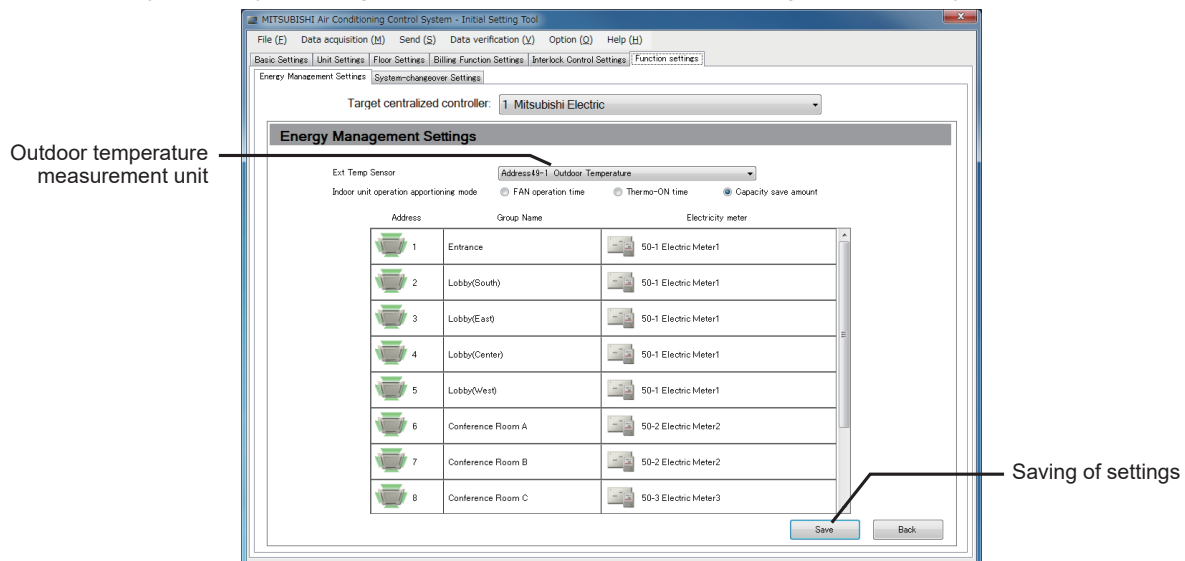 MITSUBISHI Air Conditioning Control System - Initial Setting Tool
File (F) Data acquisition (M) Send (S) Data verification (V) Option (O) Help (H)
Basic Settings Unit Settings Floor Settings Billing Function Settings Interlock Control Settings Function settings
Energy Management Settings System-changeover Settings
Target centralized controller: 1 Mitsubishi Electric
Energy Management Settings
Outdoor temperature
measurement unit
Ext Temp Sensor Address49-1 Outdoor Temperature
Indoor unit operation apportioning mode FAN operation time Thermo-ON time Capacity save amount
Address Group Name Electricity meter
1 Entrance 50-1 Electric Meter1
2 Lobby(South) 50-1 Electric Meter1
3 Lobby(East) 50-1 Electric Meter1
4 Lobby(Center) 50-1 Electric Meter1
5 Lobby(West) 50-1 Electric Meter1
6 Conference Room A 50-2 Electric Meter2
7 Conference Room B 50-2 Electric Meter2
8 Conference Room C 50-3 Electric Meter3
Saving of settings
Save Back